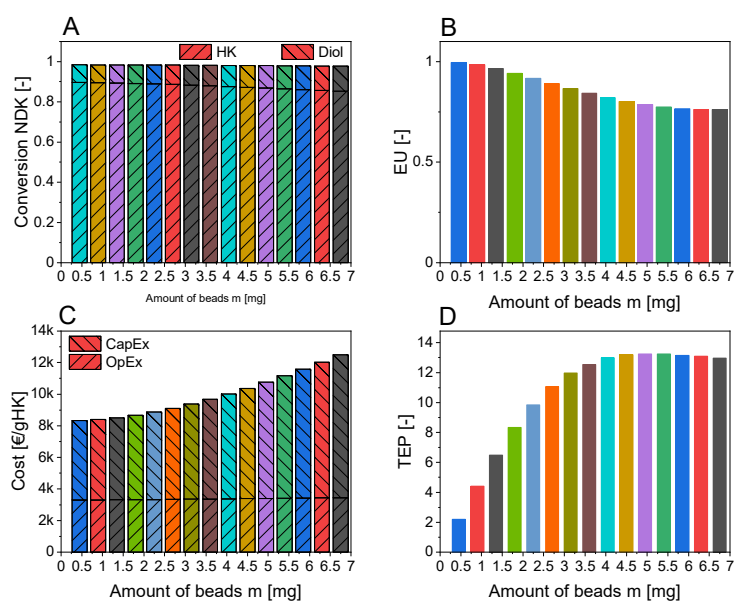 A
HK
Diol
Conversion NDK [-]
1
0.8
0.6
0.4
0.2
0
0 0.5 1 1.5 2 2.5 3 3.5 4 4.5 5 5.5 6 6.5 7
Amount of beads m [mg]
B
EU [-]
1
0.5
0
0 0.5 1 1.5 2 2.5 3 3.5 4 4.5 5 5.5 6 6.5 7
Amount of beads m [mg]
C
CapEx
OpEx
Cost [€/gHK]
14k
12k
10k
8k
6k
4k
2k
0
0 0.5 1 1.5 2 2.5 3 3.5 4 4.5 5 5.5 6 6.5 7
Amount of beads m [mg]
D
TEP [-]
14
12
10
8
6
4
2
0
0 0.5 1 1.5 2 2.5 3 3.5 4 4.5 5 5.5 6 6.5 7
Amount of beads m [mg]